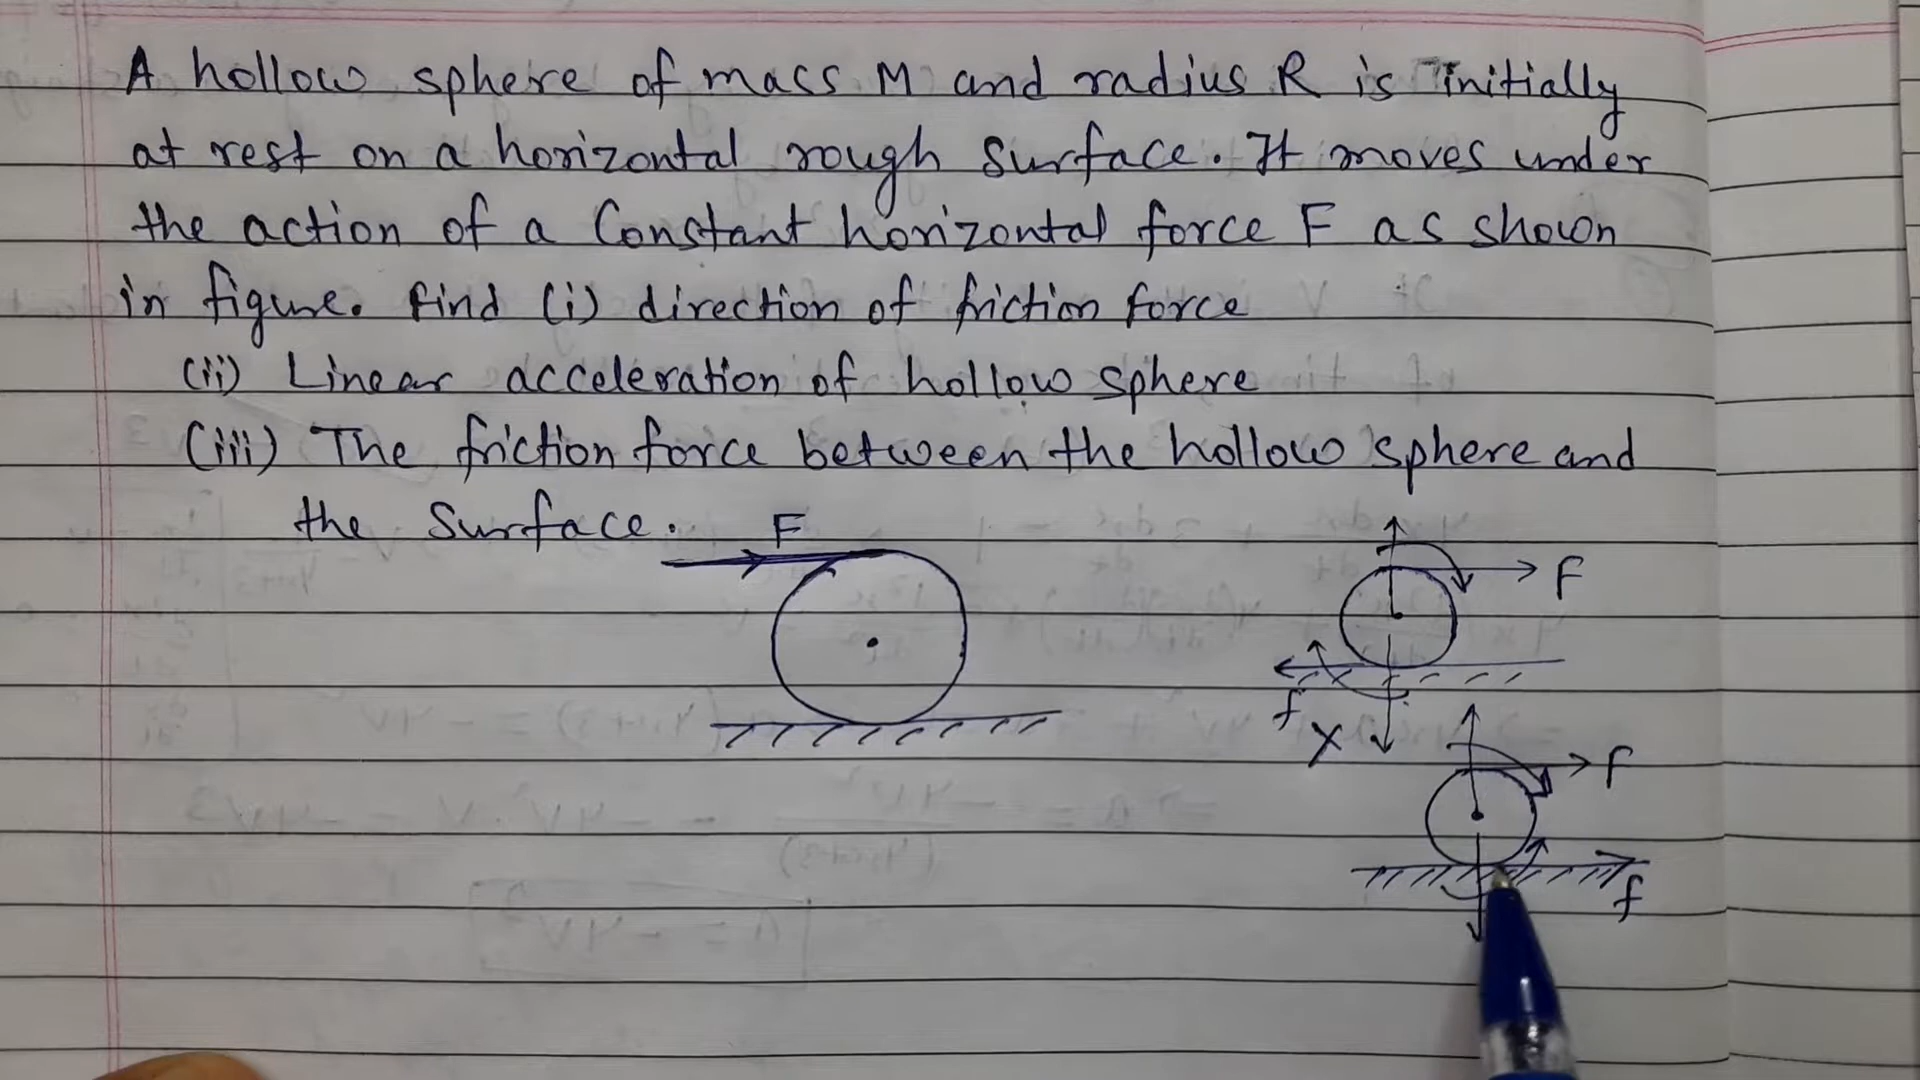 A hollow sphere of mass M and radius R is initially
at rest on a horizontal rough surface. It moves under
the action of a constant horizontal force F as shown
in figure. Find (i) direction of friction force
(ii) Linear acceleration of hollow sphere
(iii) The friction force between the hollow sphere and
the surface.
F
F
f
X
F
f